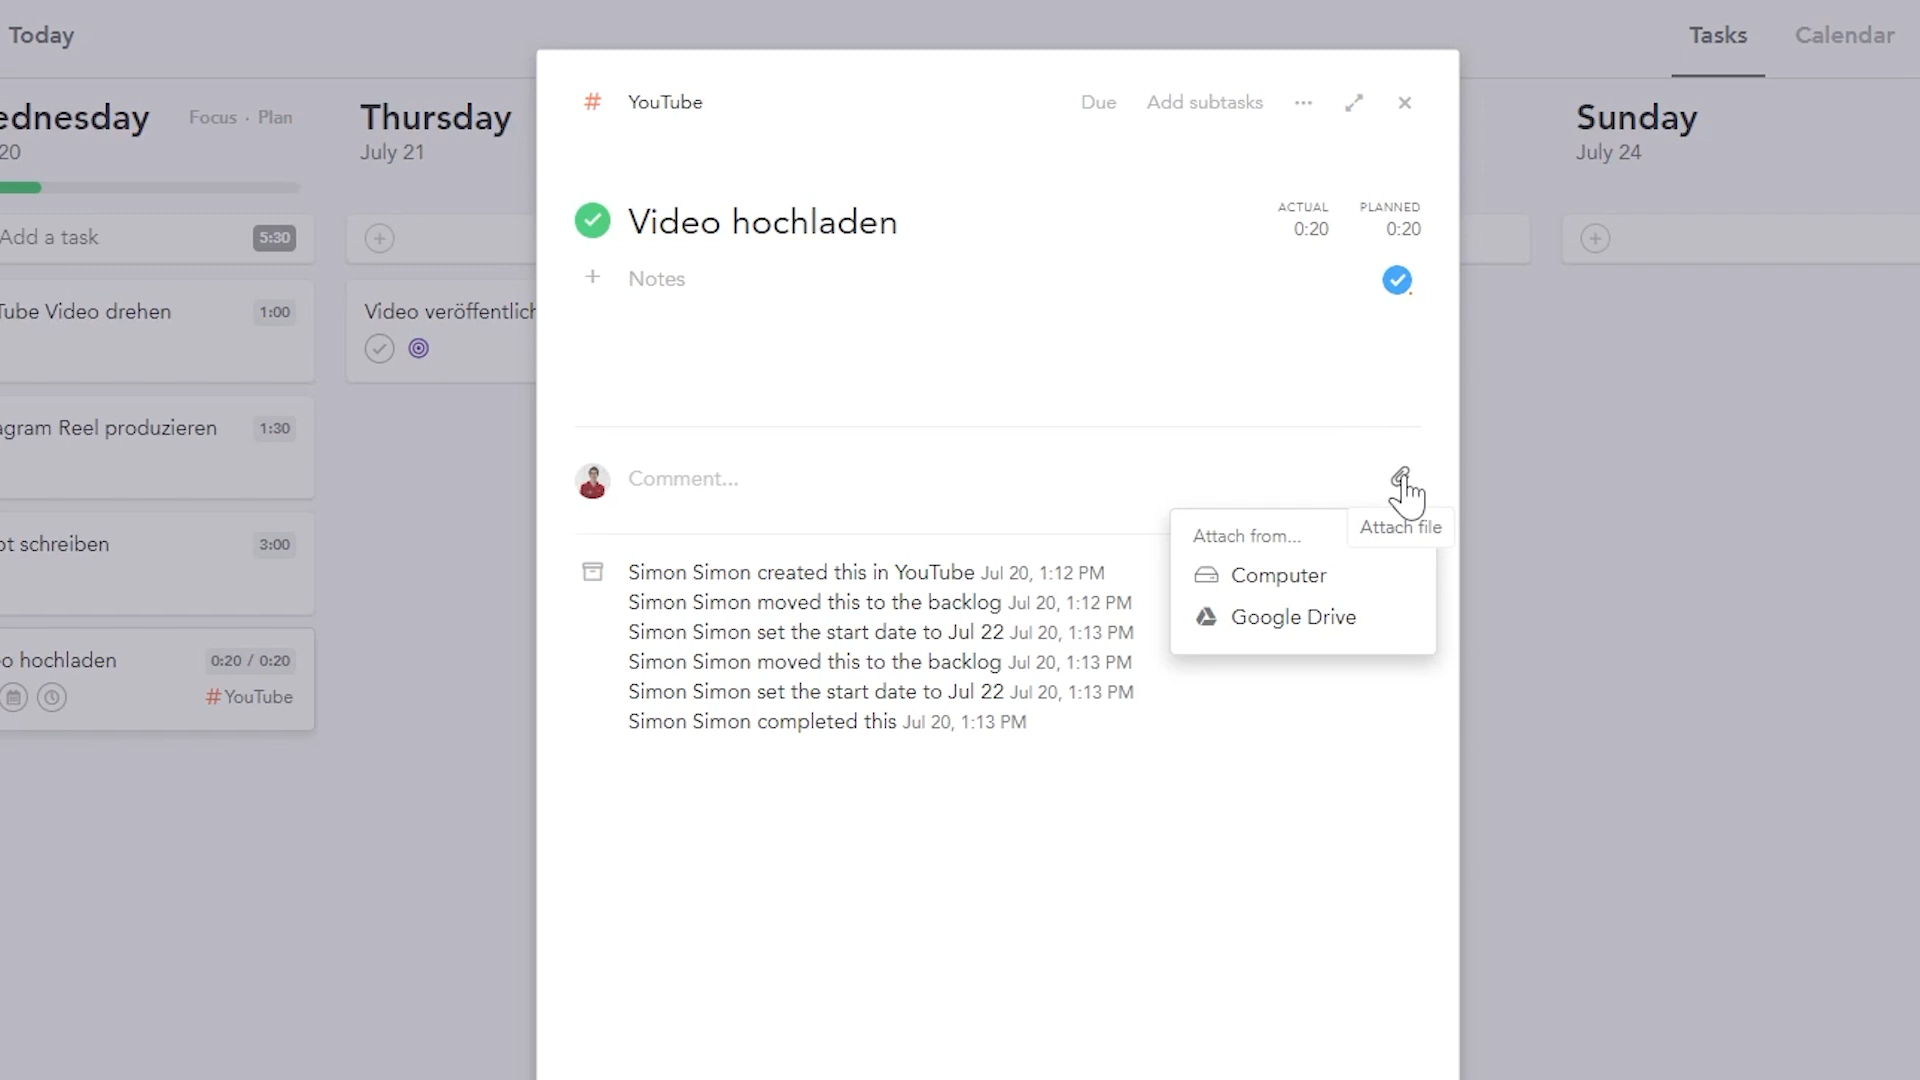 Today
Tasks
Calendar
ednesday
Focus · Plan
20
Add a task
5:30
Tube Video drehen
1:00
agram Reel produzieren
1:30
pt schreiben
3:00
o hochladen
0:20 / 0:20
#YouTube
Thursday
July 21
Video veröffentlich
# YouTube
Due
Add subtasks
Video hochladen
ACTUAL
0:20
PLANNED
0:20
Notes
Comment...
Attach file
Attach from...
Computer
Google Drive
Simon Simon created this in YouTube Jul 20, 1:12 PM
Simon Simon moved this to the backlog Jul 20, 1:12 PM
Simon Simon set the start date to Jul 22 Jul 20, 1:13 PM
Simon Simon moved this to the backlog Jul 20, 1:13 PM
Simon Simon set the start date to Jul 22 Jul 20, 1:13 PM
Simon Simon completed this Jul 20, 1:13 PM
Sunday
July 24